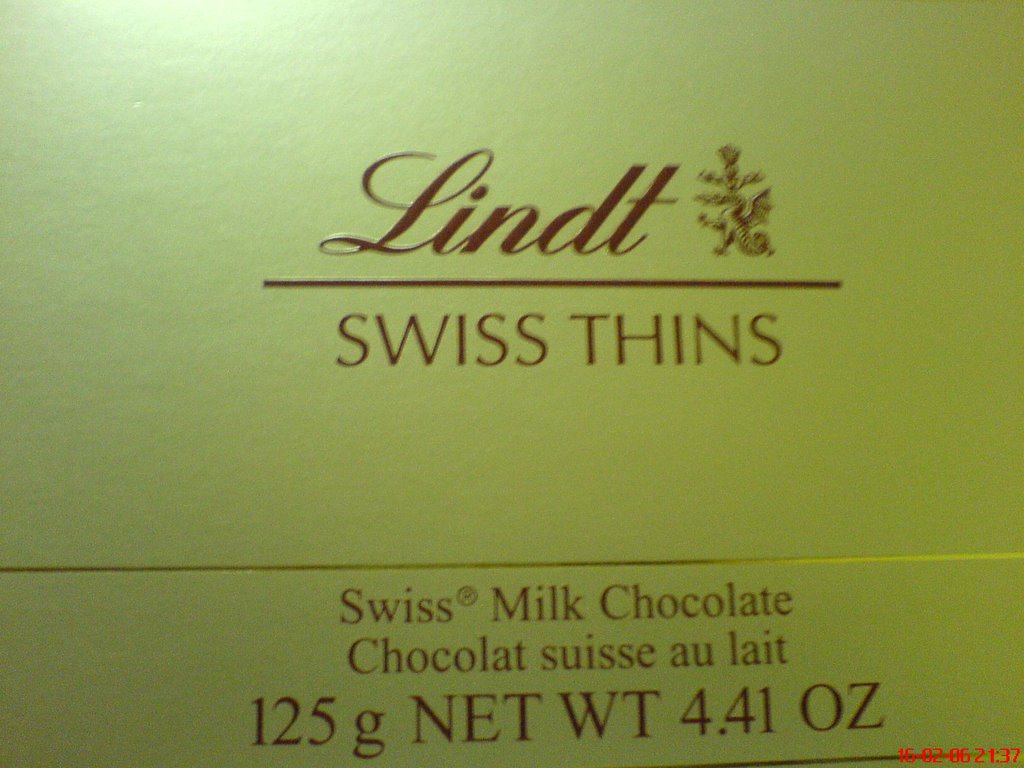 Lindt
SWISS THINS
Swiss® Milk Chocolate
Chocolat suisse au lait
125 g NET WT 4.41 OZ
16-02-06 21:37